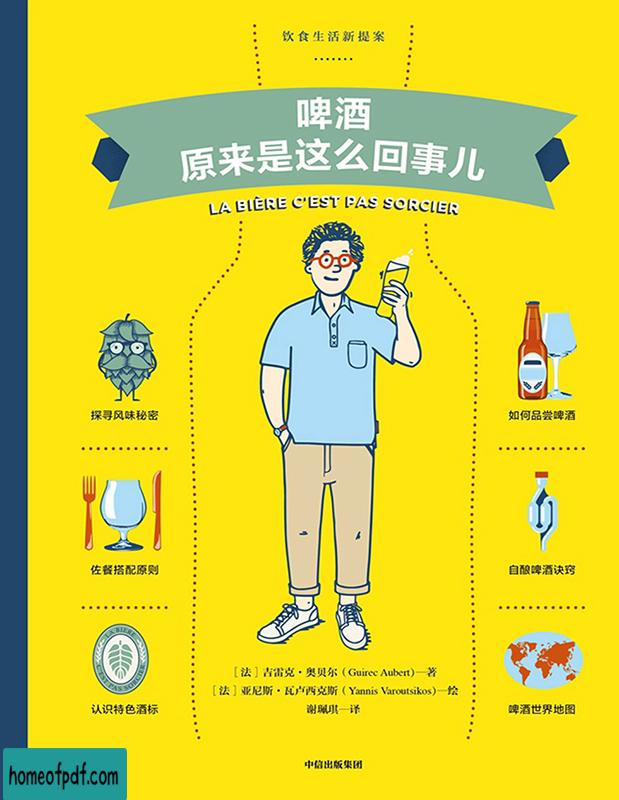 饮食生活新提案
啤酒
原来是这么回事儿
LA BIÈRE C'EST PAS SORCIER
探寻风味秘密
如何品尝啤酒
佐餐搭配原则
自酿啤酒诀窍
LA BIÈRE
C'EST PAS SORCIER
认识特色酒标
啤酒世界地图
[法]吉雷克·奥贝尔(Guirec Aubert)—著
[法]亚尼斯·瓦卢西克斯(Yannis Varoutsikos)—绘
谢珮琪—译
中信出版集团
homeofpdf.com